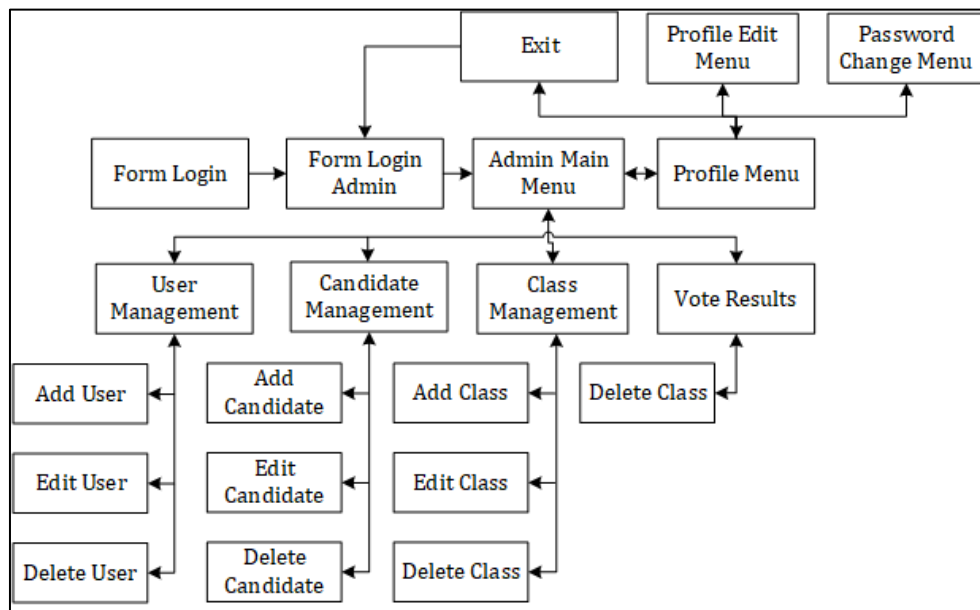 Exit
Profile Edit
Menu
Password
Change Menu
Form Login
Form Login
Admin
Admin Main
Menu
Profile Menu
User
Management
Candidate
Management
Class
Management
Vote Results
Add User
Add
Candidate
Add Class
Delete Class
Edit User
Edit
Candidate
Edit Class
Delete User
Delete
Candidate
Delete Class